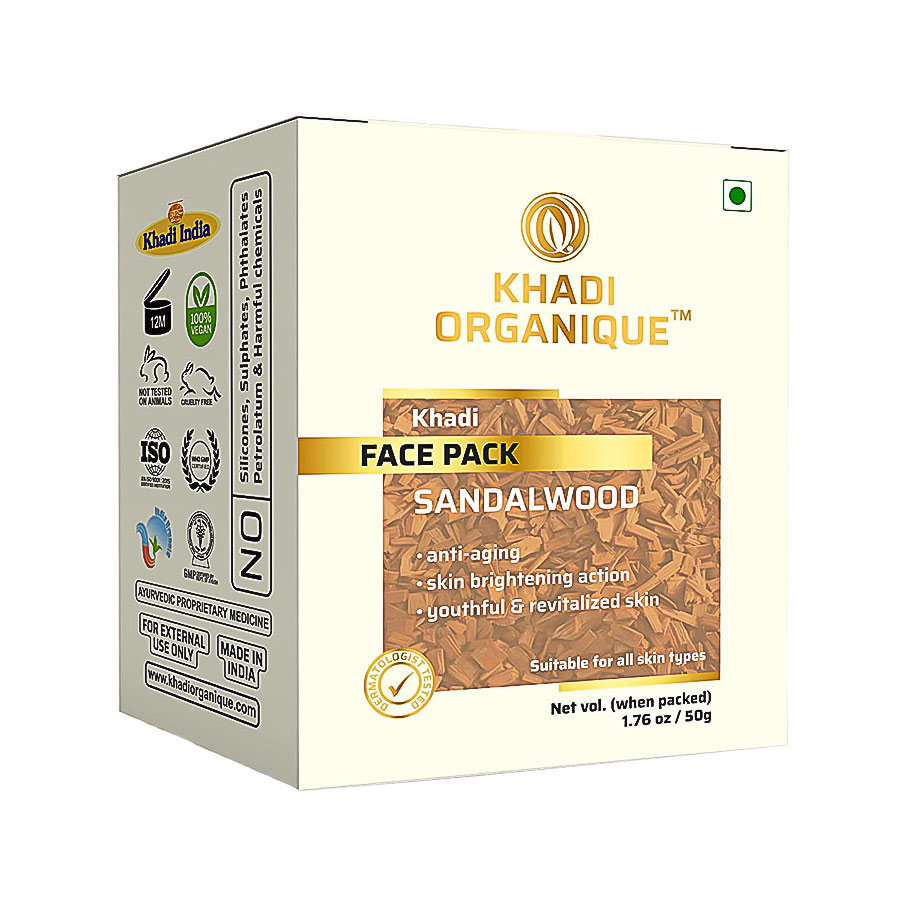 Khadi India
12M
100%
VEGAN
NOT TESTED
ON ANIMALS
CRUELTY FREE
ISO
WHO GMP
GMP
NO
Silicones, Sulphates, Phthalates
Petrolatum & Harmful chemicals
AYURVEDIC PROPRIETARY MEDICINE
FOR EXTERNAL
USE ONLY
MADE IN
INDIA
www.khadiorganique.com
KHADI
ORGANIQUE™
Khadi
FACE PACK
SANDALWOOD
• anti-aging
• skin brightening action
• youthful & revitalized skin
Suitable for all skin types
DERMATOLOGIST TESTED
Net vol. (when packed)
1.76 oz / 50g